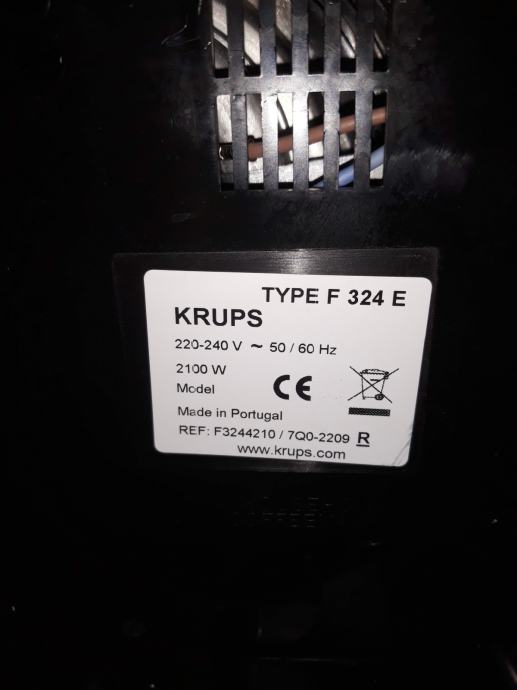 TYPE F 324 E
KRUPS
220-240 V ~ 50 / 60 Hz
2100 W
Model
CE
Made in Portugal
REF: F3244210 / 7Q0-2209 R
www.krups.com